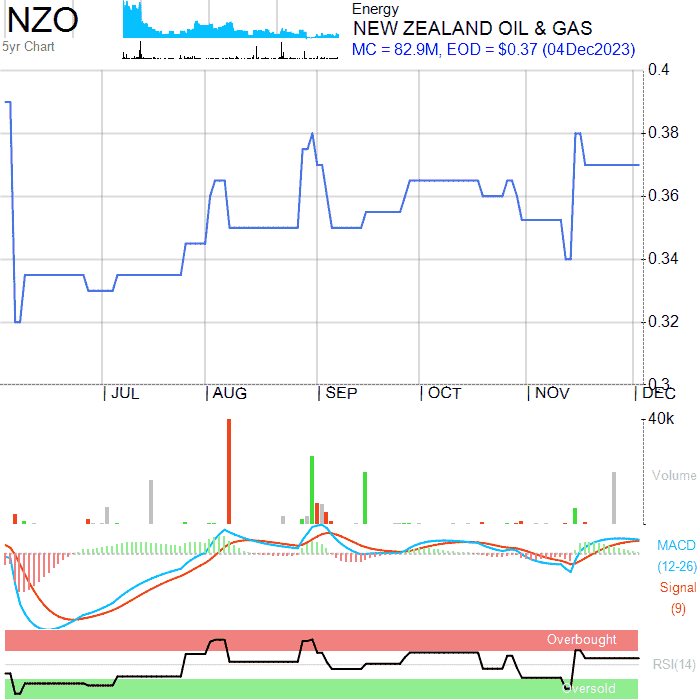 NZO
5yr Chart
Energy
NEW ZEALAND OIL & GAS
MC = 82.9M, EOD = $0.37 (04Dec2023)
0.4
0.38
0.36
0.34
0.32
0.3
JUL AUG SEP OCT NOV DEC
40k
Volume
MACD
(12-26)
Signal
(9)
Overbought
RSI(14)
Oversold